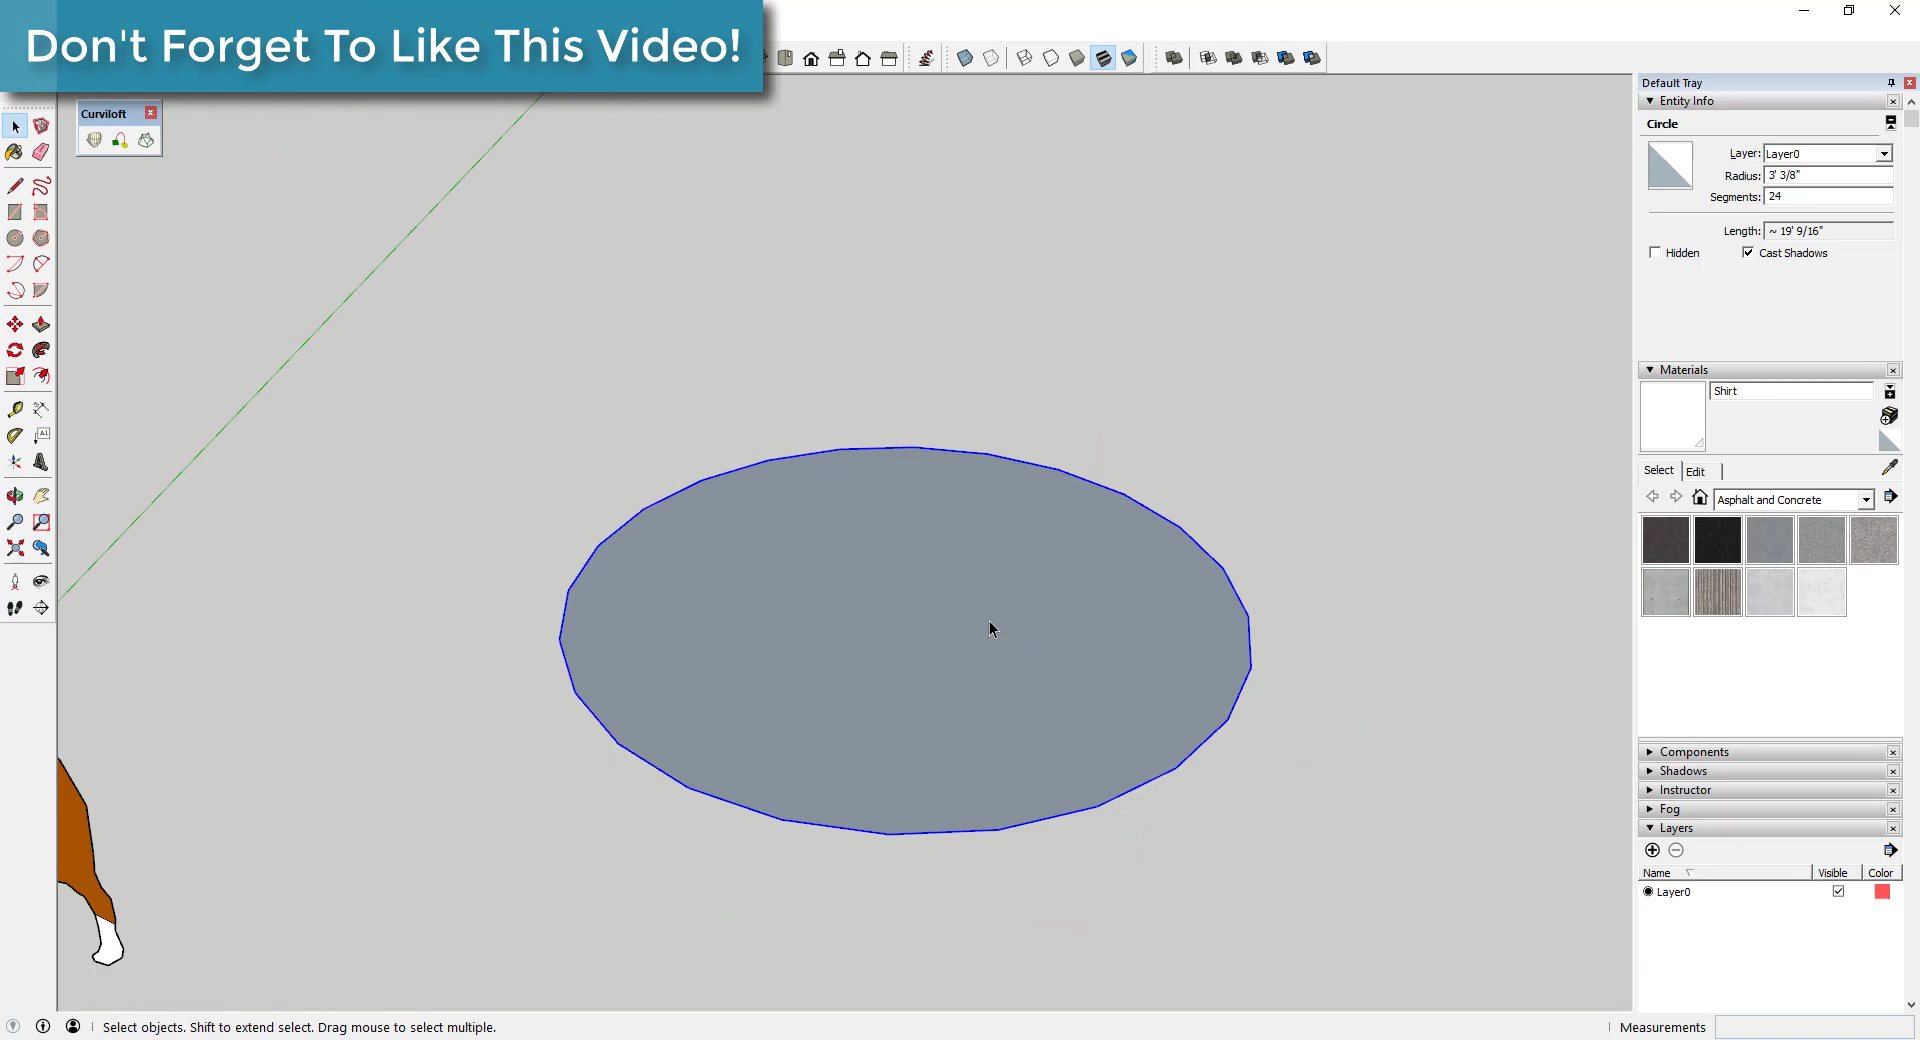 Don't Forget To Like This Video!
Curviloft
Default Tray
Entity Info
Circle
Layer: Layer0
Radius: 3' 3/8"
Segments: 24
Length: ~ 19' 9/16"
Hidden
Cast Shadows
Materials
Shirt
Select Edit
Asphalt and Concrete
Components
Shadows
Instructor
Fog
Layers
Name Visible Color
Layer0
A1
Select objects. Shift to extend select. Drag mouse to select multiple.
Measurements